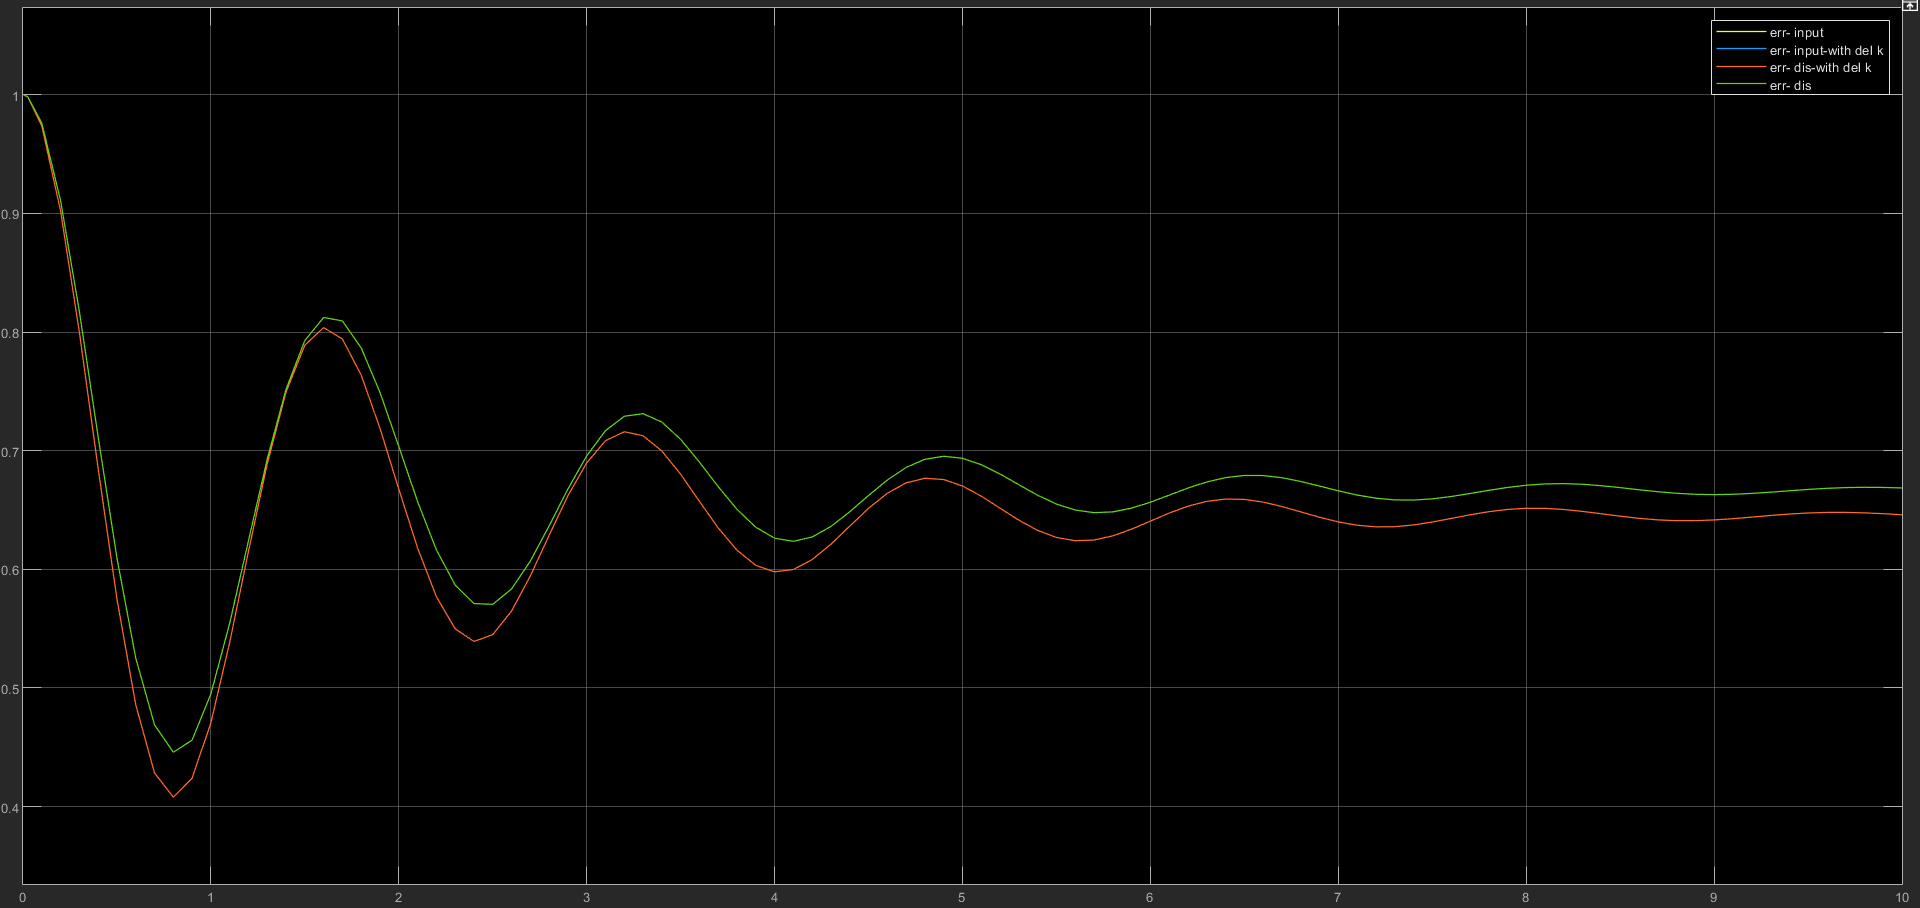 err- input
err- input-with del k
err- dis-with del k
err- dis
1
0.9
0.8
0.7
0.6
0.5
0.4
0 1 2 3 4 5 6 7 8 9 10